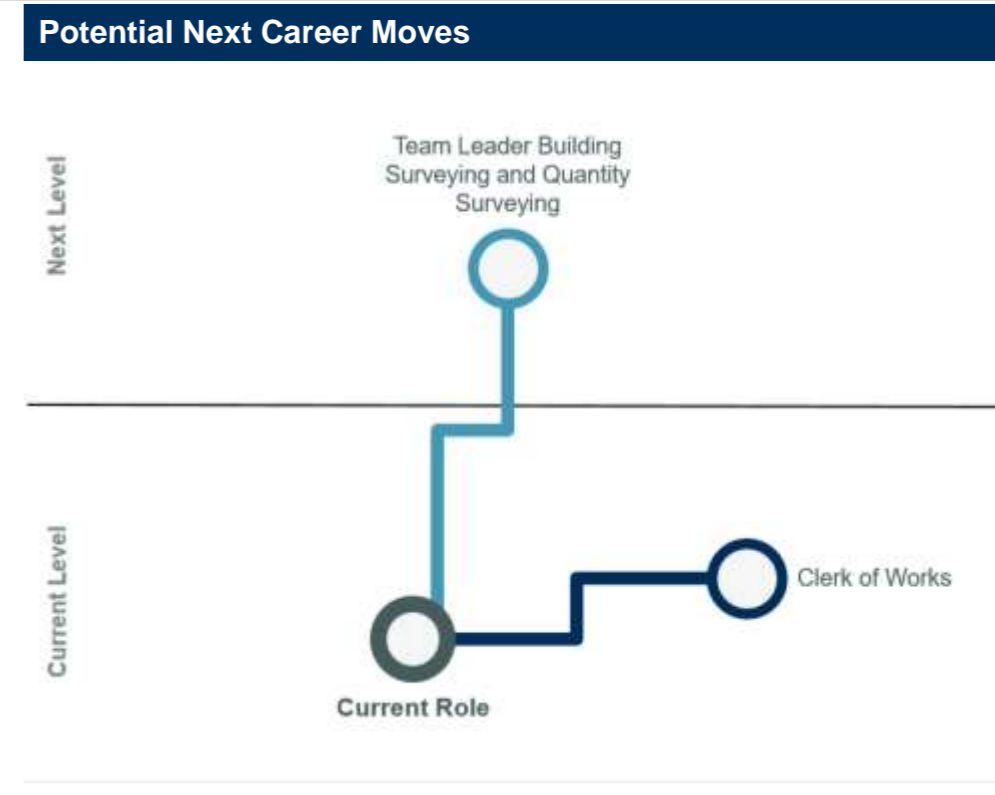 Potential Next Career Moves
Team Leader Building
Surveying and Quantity
Surveying
Next Level
Current Level
Clerk of Works
Current Role